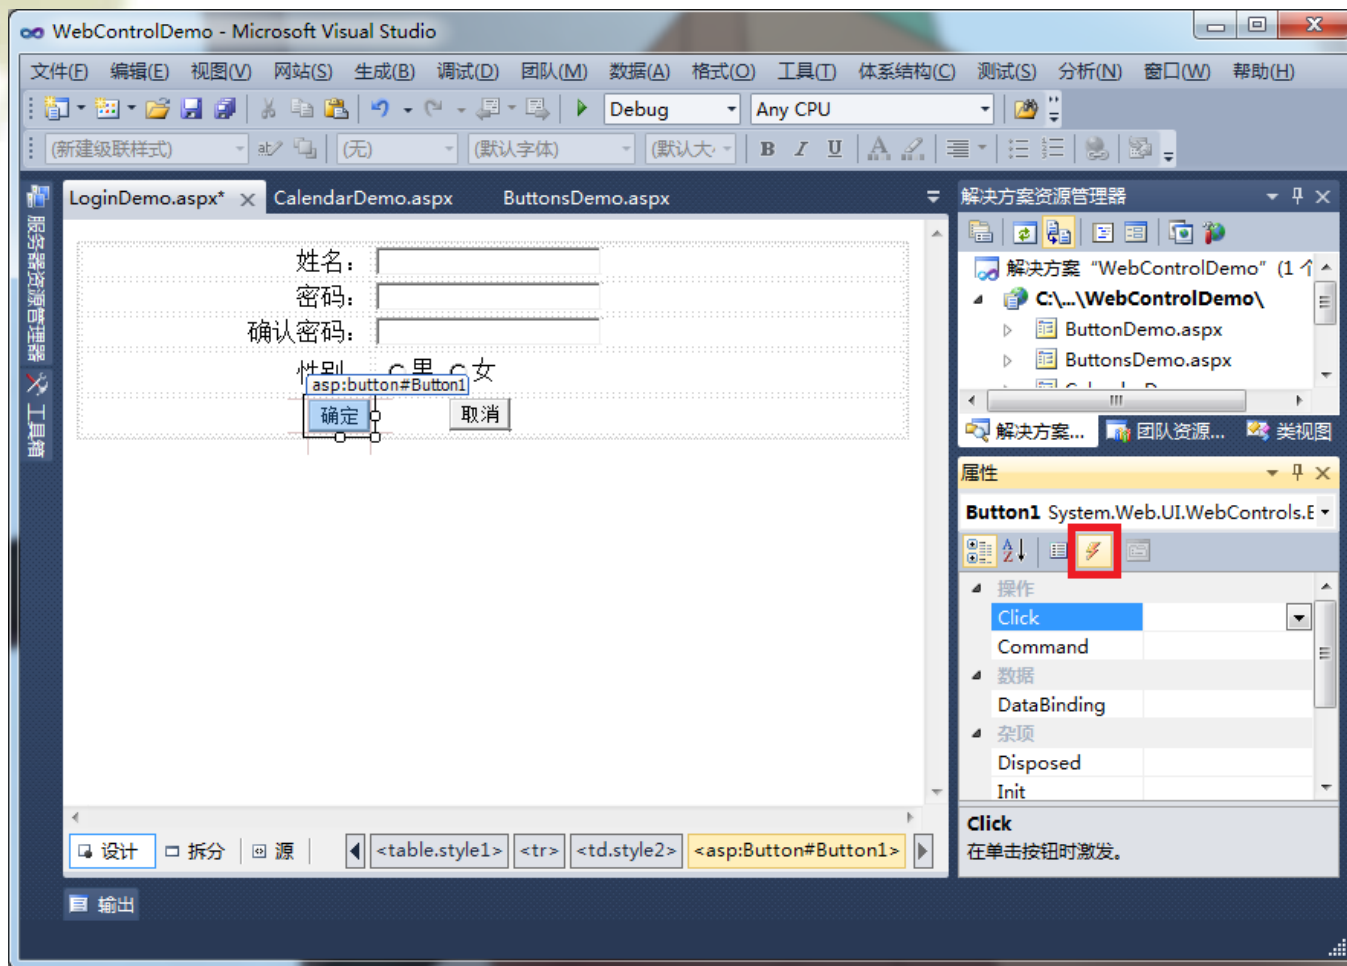 WebControlDemo - Microsoft Visual Studio
文件(F) 编辑(E) 视图(V) 网站(S) 生成(B) 调试(D) 团队(M) 数据(A) 格式(O) 工具(T) 体系结构(C) 测试(S) 分析(N) 窗口(W) 帮助(H)
Debug Any CPU
(新建级联样式) (无) (默认字体) (默认大 B I U
服务器资源管理器
工具箱
LoginDemo.aspx* CalendarDemo.aspx ButtonsDemo.aspx
姓名：
密码：
确认密码：
性别 男 女
asp:button#Button1
确定 取消
设计 拆分 源 <table.style1> <tr> <td.style2> <asp:Button#Button1>
输出
解决方案资源管理器
解决方案 “WebControlDemo” (1 个
C:\...\WebControlDemo\
ButtonDemo.aspx
ButtonsDemo.aspx
解决方案... 团队资源... 类视图
属性
Button1 System.Web.UI.WebControls.B
操作
Click
Command
数据
DataBinding
杂项
Disposed
Init
Click
在单击按钮时激发。